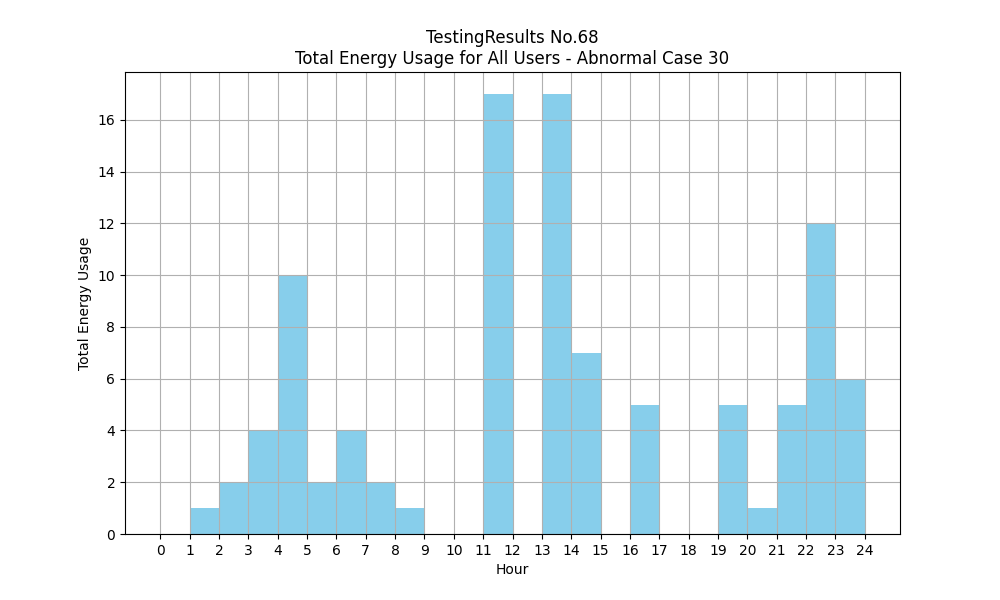 TestingResults No.68
Total Energy Usage for All Users - Abnormal Case 30
Total Energy Usage
16
14
12
10
8
6
4
2
0
0 1 2 3 4 5 6 7 8 9 10 11 12 13 14 15 16 17 18 19 20 21 22 23 24
Hour